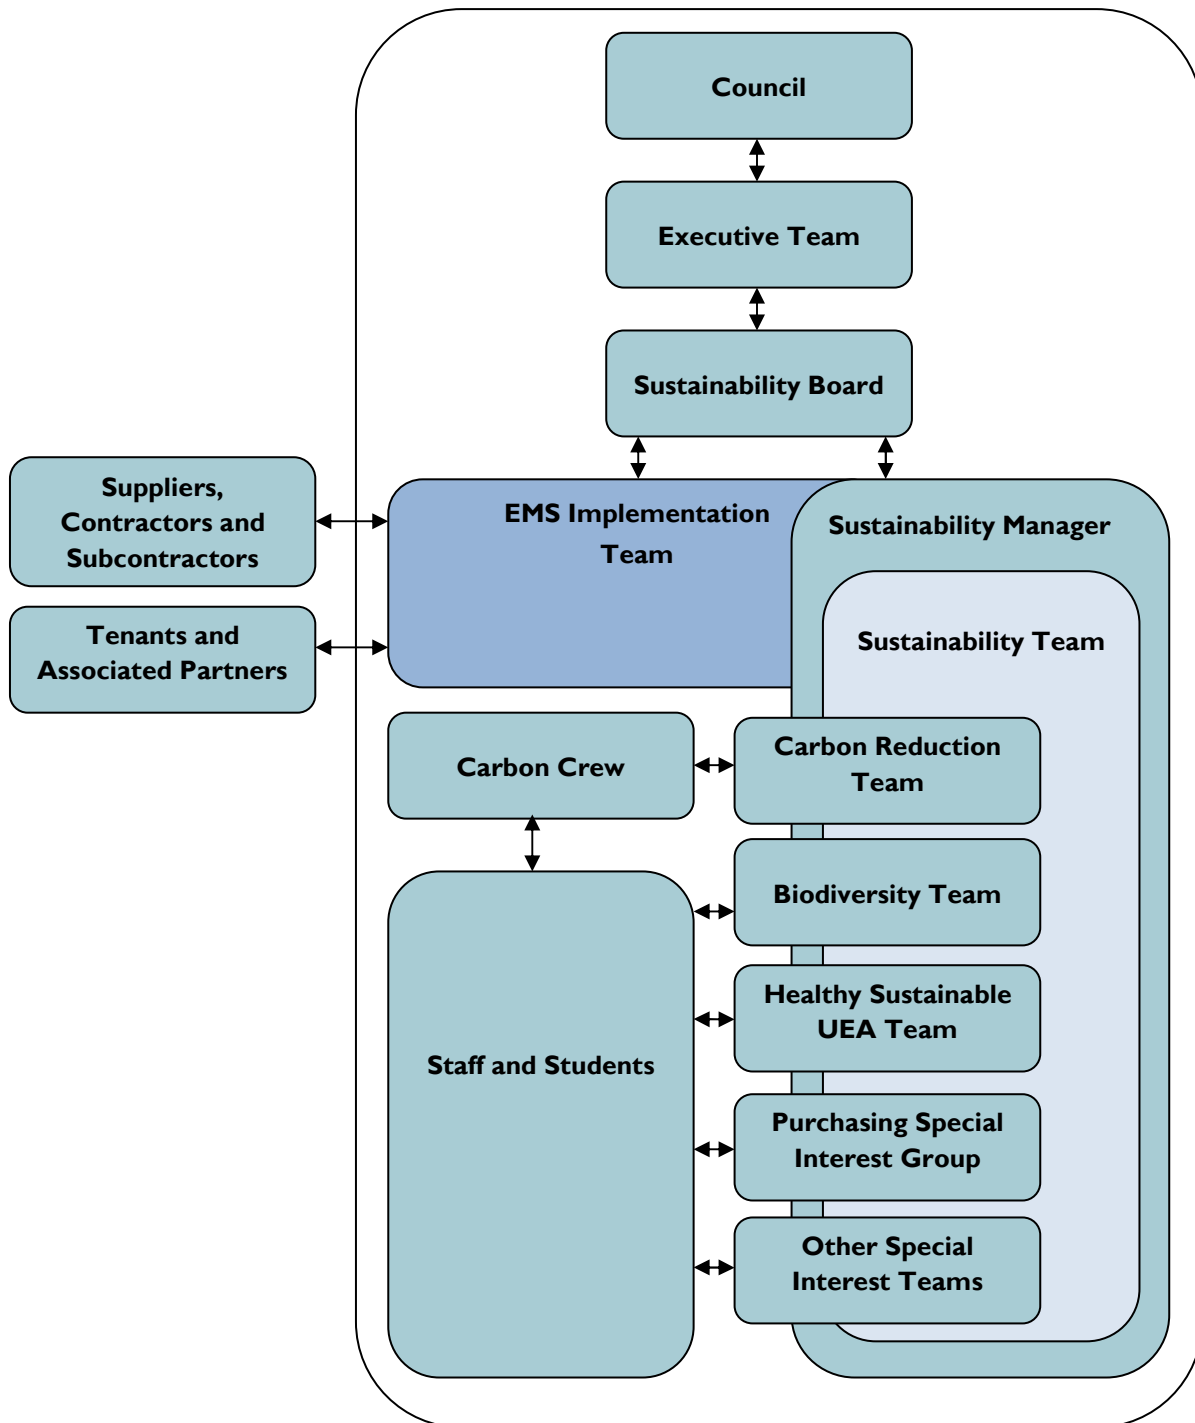 Council
Executive Team
Sustainability Board
Suppliers,
Contractors and
Subcontractors
EMS Implementation
Team
Sustainability Manager
Tenants and
Associated Partners
Sustainability Team
Carbon Crew
Carbon Reduction
Team
Biodiversity Team
Healthy Sustainable
UEA Team
Staff and Students
Purchasing Special
Interest Group
Other Special
Interest Teams